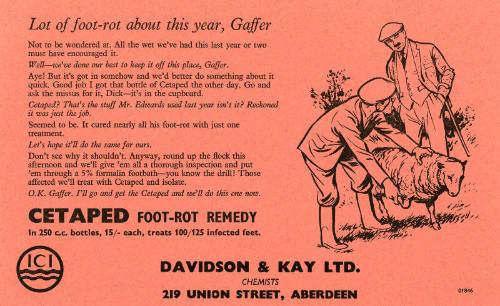 Lot of foot-rot about this year, Gaffer
Not to be wondered at. All the wet we've had this last year or two
must have encouraged it.
Well—we've done our best to keep it off this place, Gaffer.
Aye! But it's got in somehow and we'd better do something about it
quick. Good job I got that bottle of Cetaped the other day. Go and
ask the missus for it, Dick—it's in the cupboard.
Cetaped? That's the stuff Mr. Edwards used last year isn't it? Reckoned
it was just the job.
Seemed to be. It cured nearly all his foot-rot with just one
treatment.
Let's hope it'll do the same for ours.
Don't see why it shouldn't. Anyway, round up the flock this
afternoon and we'll give 'em all a thorough inspection and put
'em through a 5% formalin footbath—you know the drill! Those
affected we'll treat with Cetaped and isolate.
O.K. Gaffer. I'll go and get the Cetaped and we'll do this one now.
CETAPED FOOT-ROT REMEDY
In 250 c.c. bottles, 15/- each, treats 100/125 infected feet.
ICI
DAVIDSON & KAY LTD.
CHEMISTS
219 UNION STREET, ABERDEEN
01846